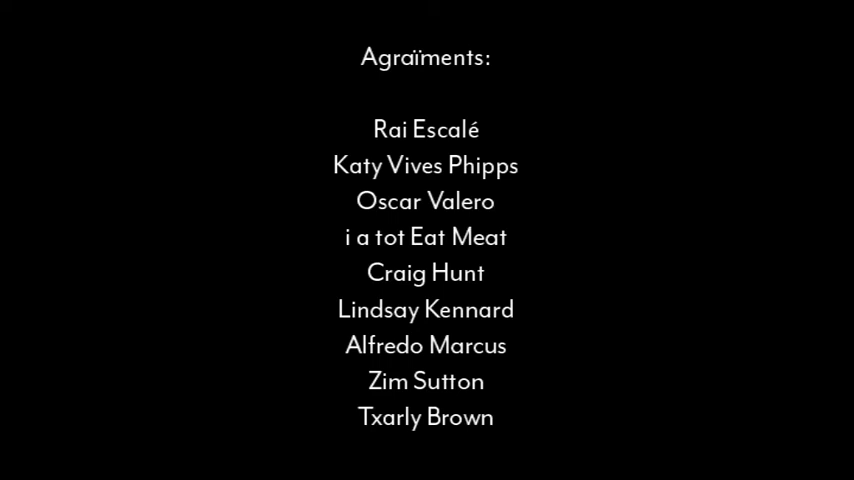 Agraïments:
Rai Escalé
Katy Vives Phipps
Oscar Valero
i a tot Eat Meat
Craig Hunt
Lindsay Kennard
Alfredo Marcus
Zim Sutton
Txarly Brown